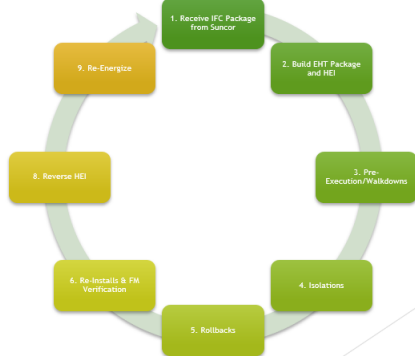 1. Receive IFC Package
from Suncor
2. Build EHT Package
and HEI
3. Pre-
Execution/Walkdowns
4. Isolations
5. Rollbacks
6. Re-Installs & FM
Verification
8. Reverse HEI
9. Re-Energize